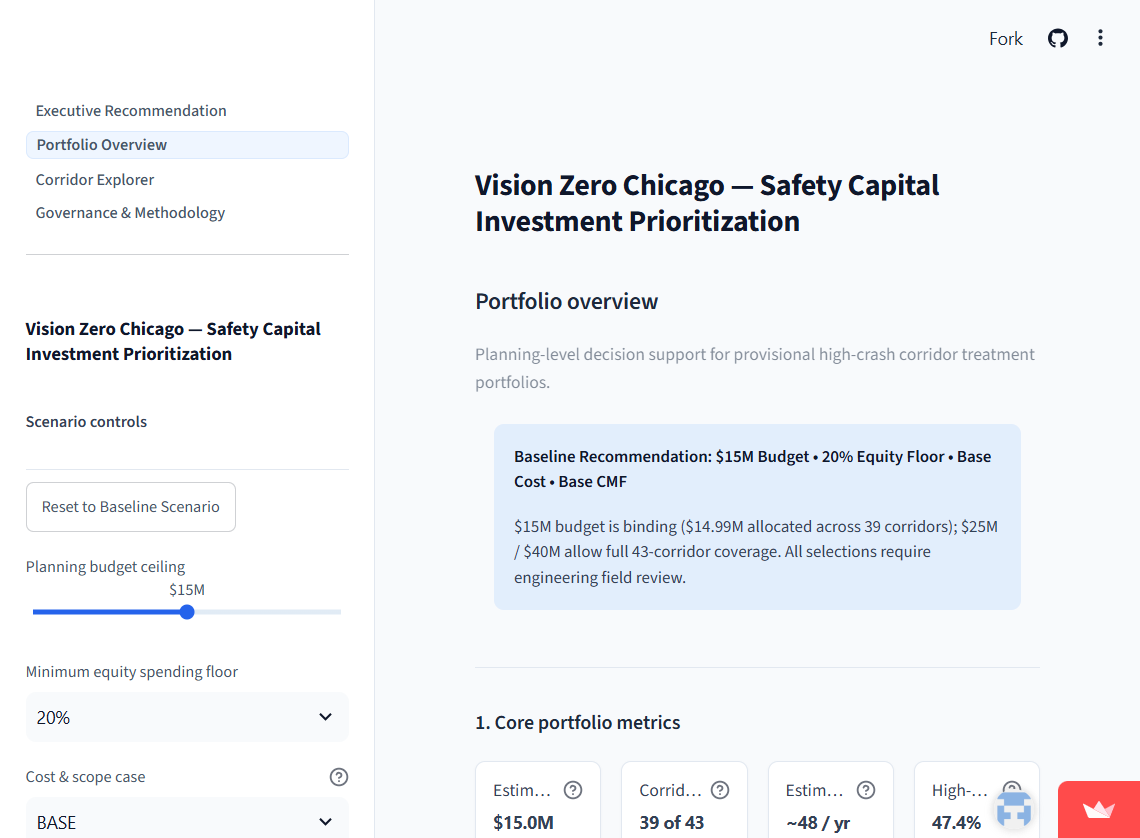 Fork
Executive Recommendation
Portfolio Overview
Corridor Explorer
Governance & Methodology
Vision Zero Chicago — Safety Capital
Investment Prioritization
Scenario controls
Reset to Baseline Scenario
Planning budget ceiling
$15M
Minimum equity spending floor
20%
Cost & scope case
BASE
Vision Zero Chicago — Safety Capital
Investment Prioritization
Portfolio overview
Planning-level decision support for provisional high-crash corridor treatment
portfolios.
Baseline Recommendation: $15M Budget • 20% Equity Floor • Base
Cost • Base CMF
$15M budget is binding ($14.99M allocated across 39 corridors); $25M
/ $40M allow full 43-corridor coverage. All selections require
engineering field review.
1. Core portfolio metrics
Estim…
$15.0M
Corrid…
39 of 43
Estim…
~48 / yr
High-…
47.4%